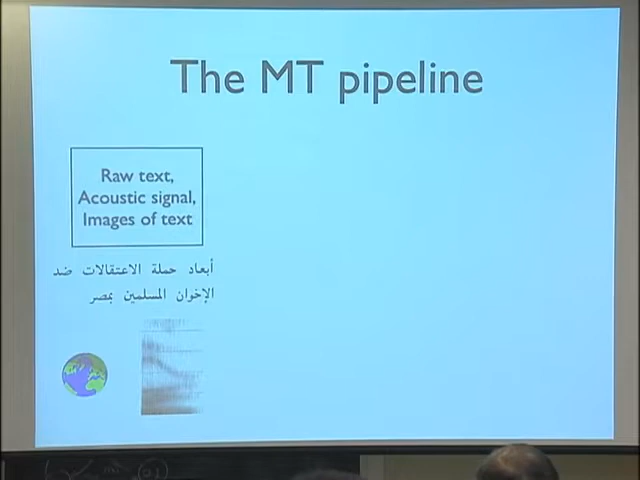 The MT pipeline
Raw text,
Acoustic signal,
Images of text
أبعاد حملة الاعتقالات ضد
الإخوان المسلمين بمصر